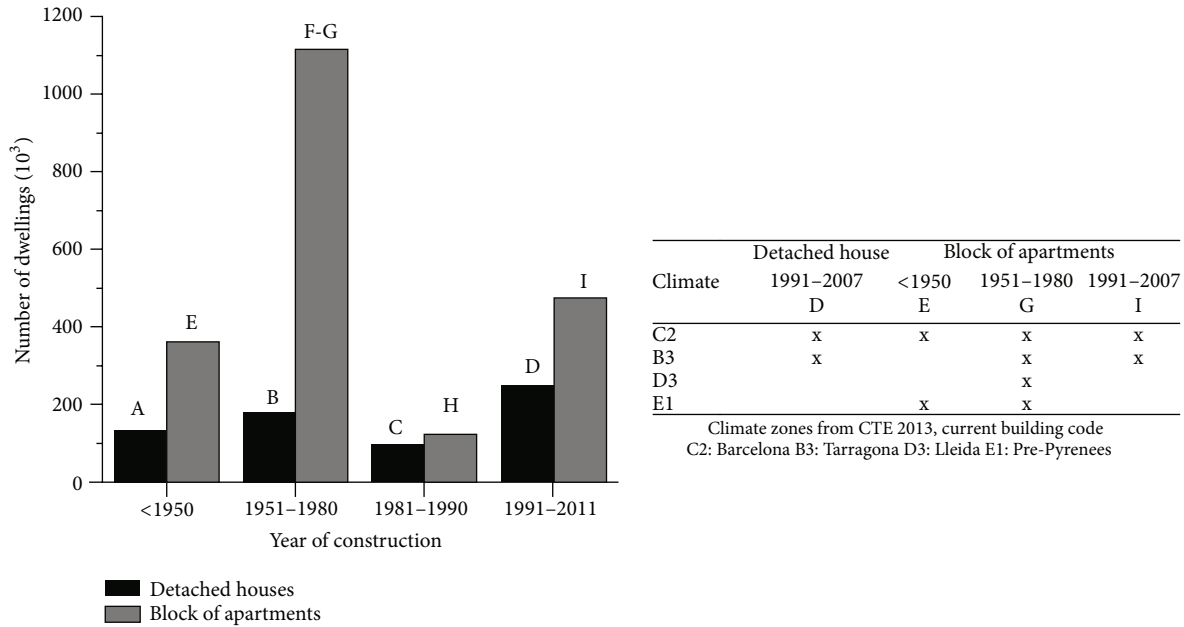 1200
1000
800
600
400
200
0
Number of dwellings (10³)
A
E
B
F-G
C
H
D
I
<1950
1951–1980
1981–1990
1991–2011
Year of construction
Detached houses
Block of apartments
Detached house Block of apartments
Climate 1991–2007 <1950 1951–1980 1991–2007
D E G I
C2 x x x x
B3 x x x
D3 x
E1 x x
Climate zones from CTE 2013, current building code
C2: Barcelona B3: Tarragona D3: Lleida E1: Pre-Pyrenees